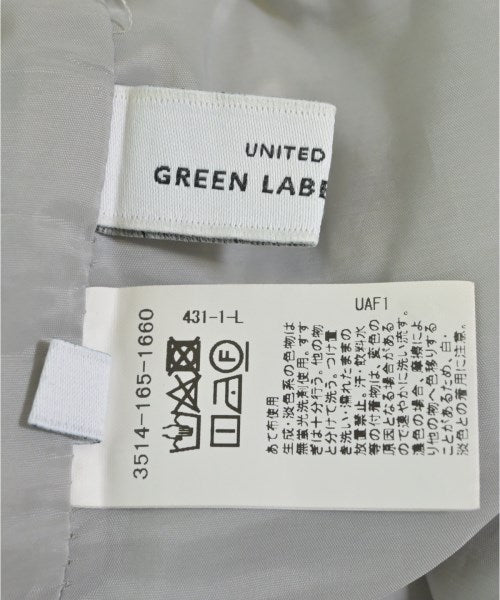 UNITED
GREEN LABE
3514-165-1660
431-1-L
UAF1
あて布使用
生成・淡色系の色物は
無蛍光洗剤使用。すす
ぎは十分行う。他の物
と分けて洗う。つけ置
き洗い・濡れたままの
放置禁止。汗・飲料水
等の付着物は、変色の
原因となる場合がある
ので速やかに洗い流す。
濃色の場合、摩擦によ
り他の物へ色移りする
ことがあるため、白・
淡色との着用に注意。